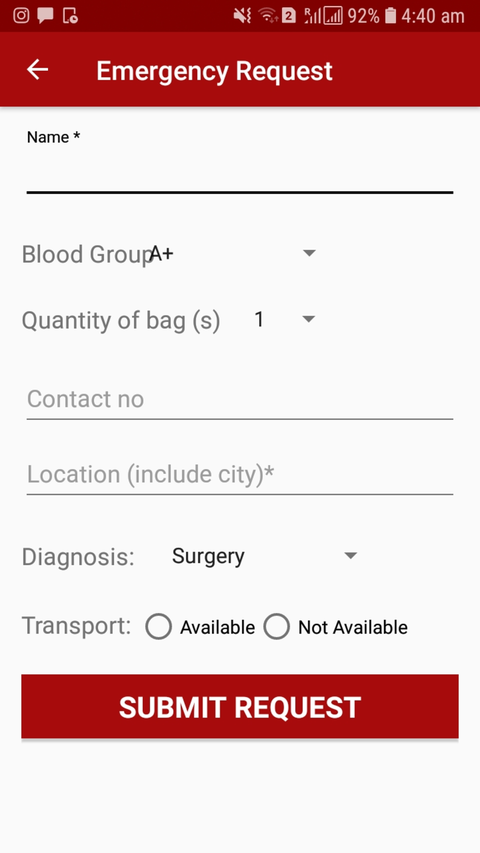 2 R 92% 4:40 am
Emergency Request
Name *
Blood Group A+
Quantity of bag (s) 1
Contact no
Location (include city)*
Diagnosis: Surgery
Transport: Available Not Available
SUBMIT REQUEST